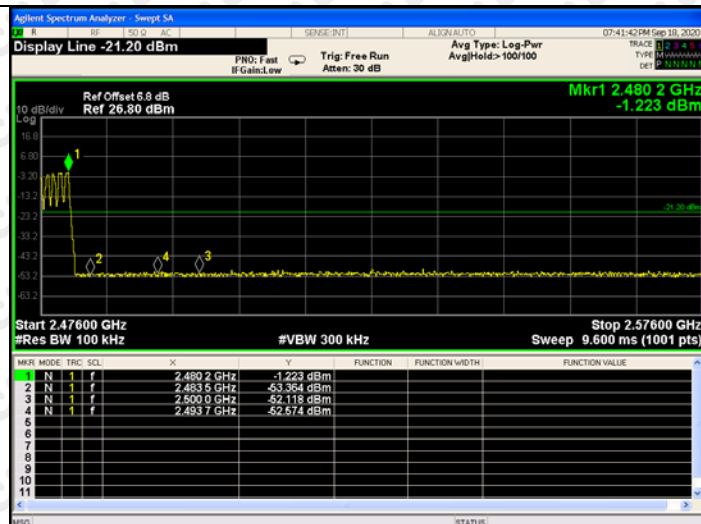 Agilent Spectrum Analyzer - Swept SA
R RF 50 Ω AC SENSE:INT ALIGN AUTO 07:41:42 PM Sep 18, 2020
Display Line -21.20 dBm
PNO: Fast
IFGain:Low
Trig: Free Run
Atten: 30 dB
Avg Type: Log-Pwr
Avg|Hold:> 100/100
TRACE 1 2 3 4 5
TYPE M
DET P N N N N
Mkr1 2.480 2 GHz
-1.223 dBm
Ref Offset 6.8 dB
10 dB/div Ref 26.80 dBm
Log
16.8
6.80
-3.20
-13.2
-23.2
-33.2
-43.2
-53.2
-63.2
1
2
4
3
-21.20 dBm
Start 2.47600 GHz Stop 2.57600 GHz
#Res BW 100 kHz #VBW 300 kHz Sweep 9.600 ms (1001 pts)
MKR MODE TRC SCL X Y FUNCTION FUNCTION WIDTH FUNCTION VALUE
1 N 1 f 2.480 2 GHz -1.223 dBm
2 N 1 f 2.483 5 GHz -53.364 dBm
3 N 1 f 2.500 0 GHz -52.118 dBm
4 N 1 f 2.493 7 GHz -52.574 dBm
5
6
7
8
9
10
11
MSG STATUS